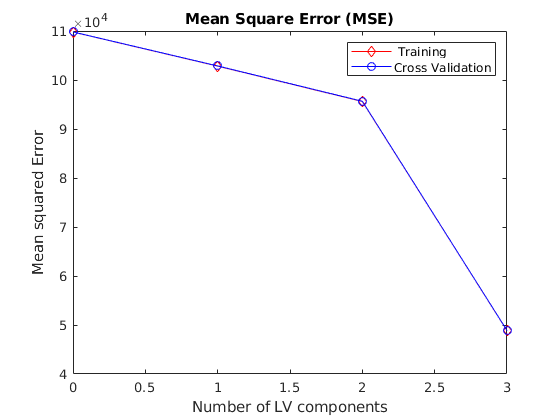 ×10^4
Mean Square Error (MSE)
11
10
9
8
7
6
5
4
Mean squared Error
Training
Cross Validation
0 0.5 1 1.5 2 2.5 3
Number of LV components